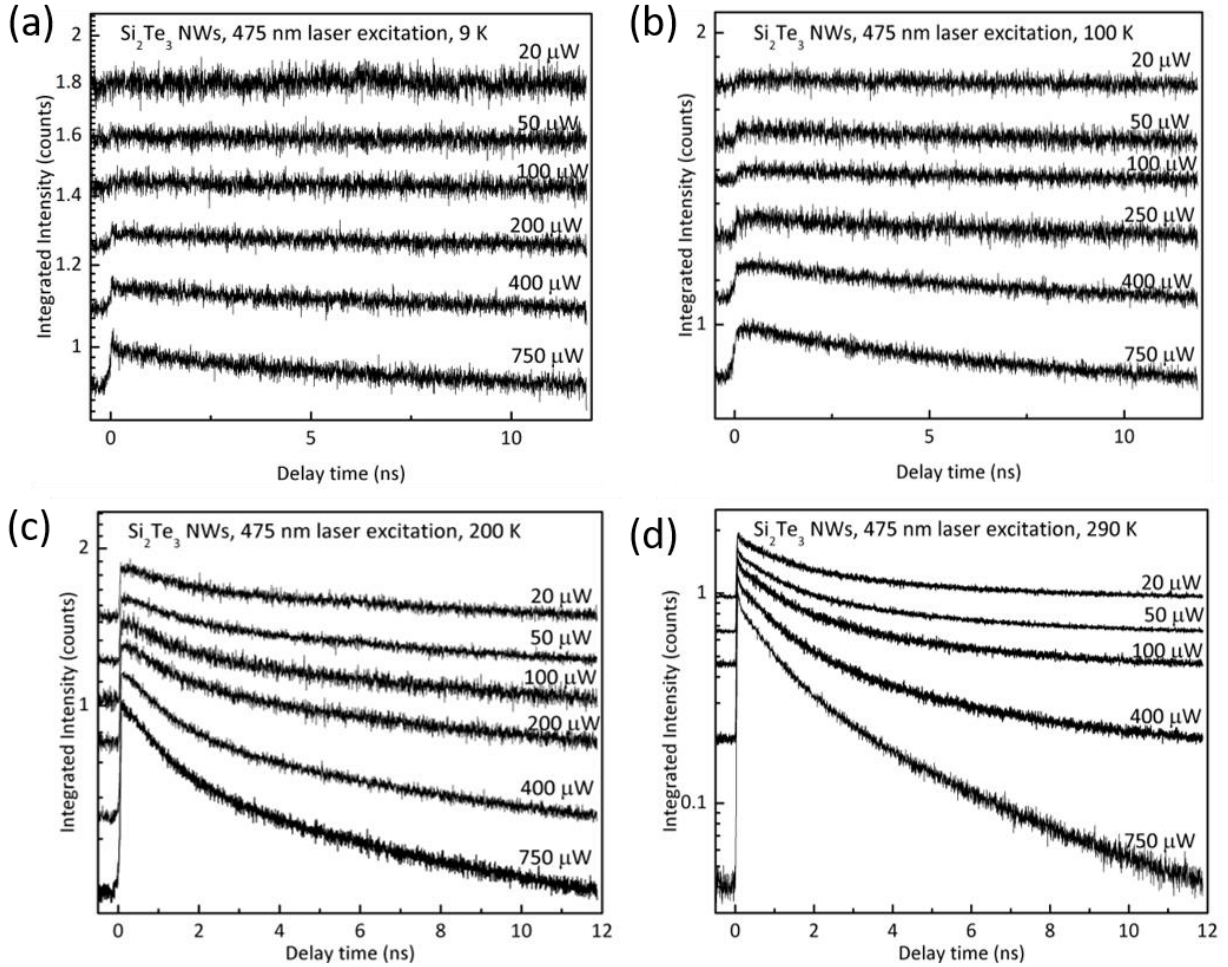 (a)
Si₂Te₃ NWs, 475 nm laser excitation, 9 K
Integrated Intensity (counts)
2
1.8
1.6
1.4
1.2
1
20 μW
50 μW
100 μW
200 μW
400 μW
750 μW
0
5
10
Delay time (ns)
(b)
Si₂Te₃ NWs, 475 nm laser excitation, 100 K
Integrated Intensity (counts)
2
1
20 μW
50 μW
100 μW
250 μW
400 μW
750 μW
0
5
10
Delay time (ns)
(c)
Si₂Te₃ NWs, 475 nm laser excitation, 200 K
Integrated Intensity (counts)
2
1
20 μW
50 μW
100 μW
200 μW
400 μW
750 μW
0 2 4 6 8 10 12
Delay time (ns)
(d)
Si₂Te₃ NWs, 475 nm laser excitation, 290 K
Integrated Intensity (counts)
1
0.1
20 μW
50 μW
100 μW
400 μW
750 μW
0 2 4 6 8 10 12
Delay time (ns)